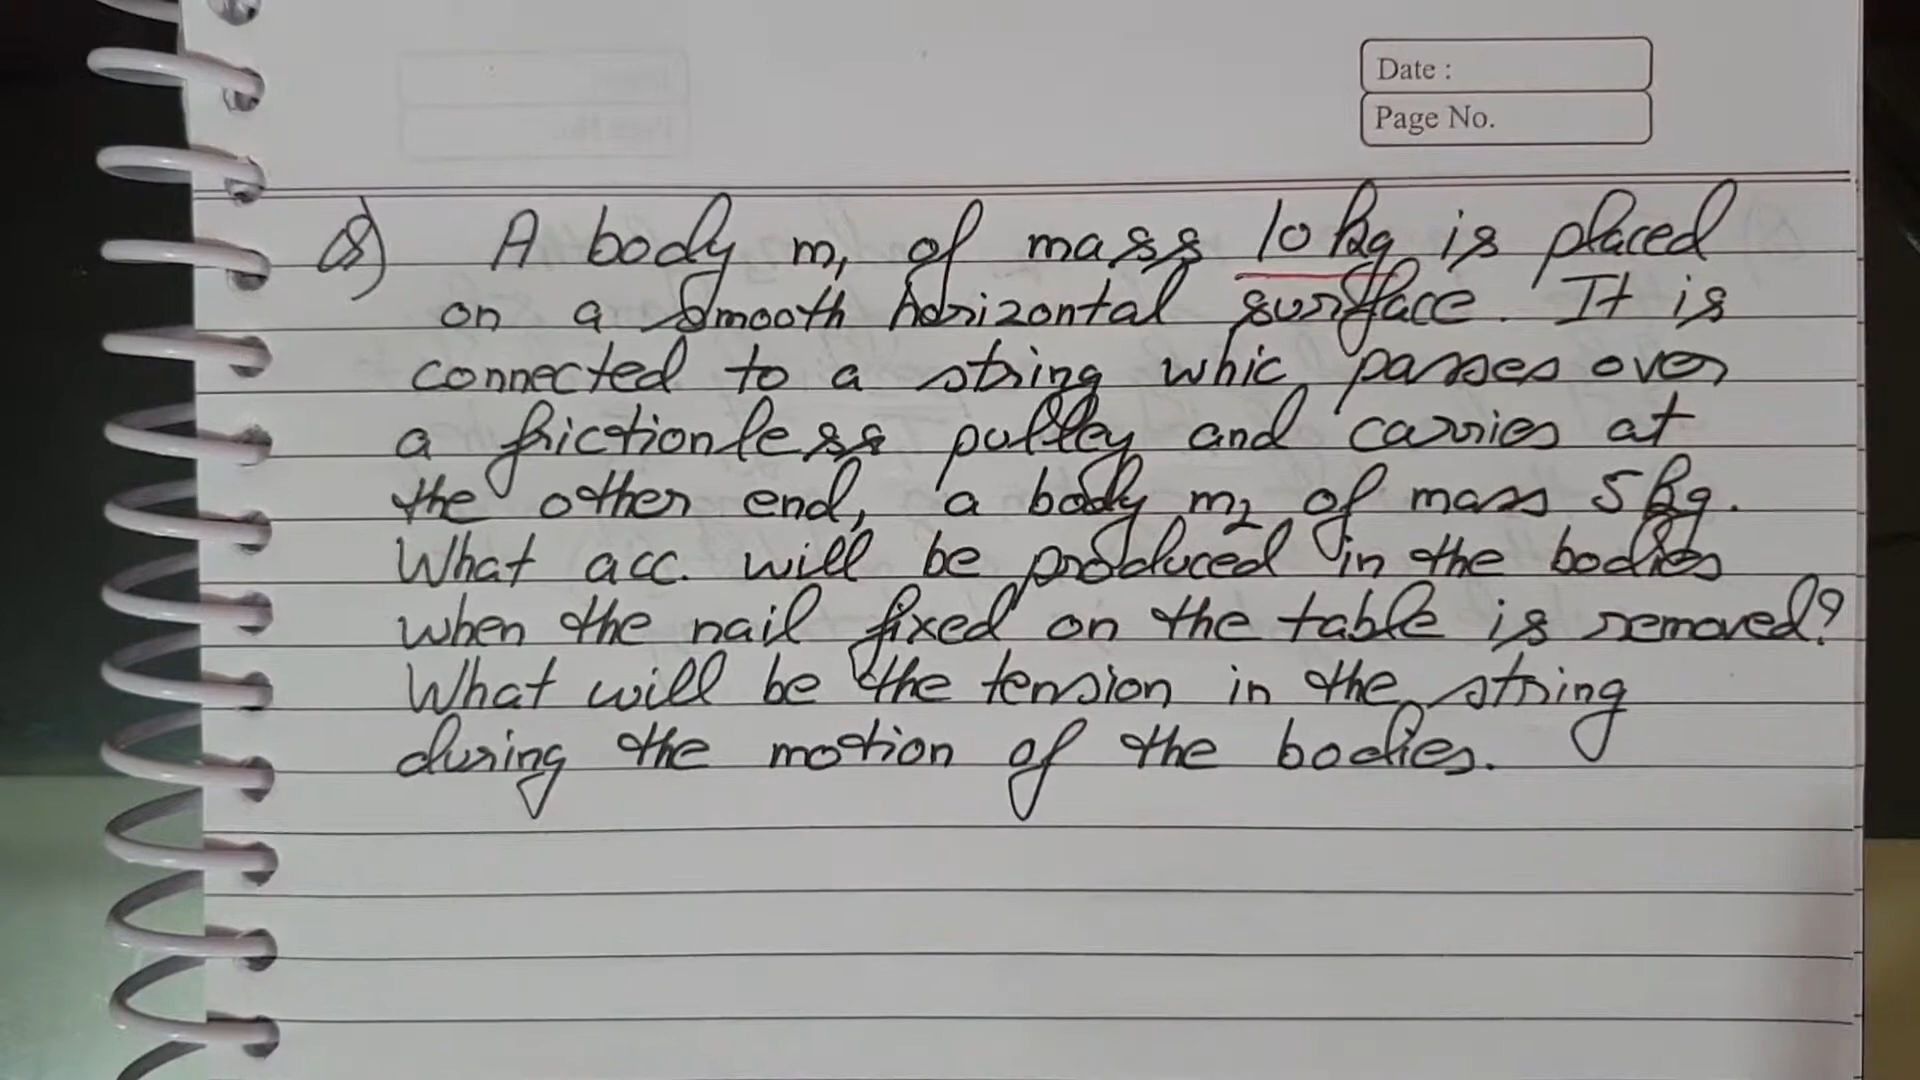 Date :
Page No.
Q) A body m₁ of mass 10 kg is placed
on a smooth horizontal surface. It is
connected to a string whic passes over
a frictionless pulley and carries at
the other end, a body m₂ of mass 5 kg.
What acc. will be produced in the bodies
when the nail fixed on the table is removed?
What will be the tension in the string
during the motion of the bodies.